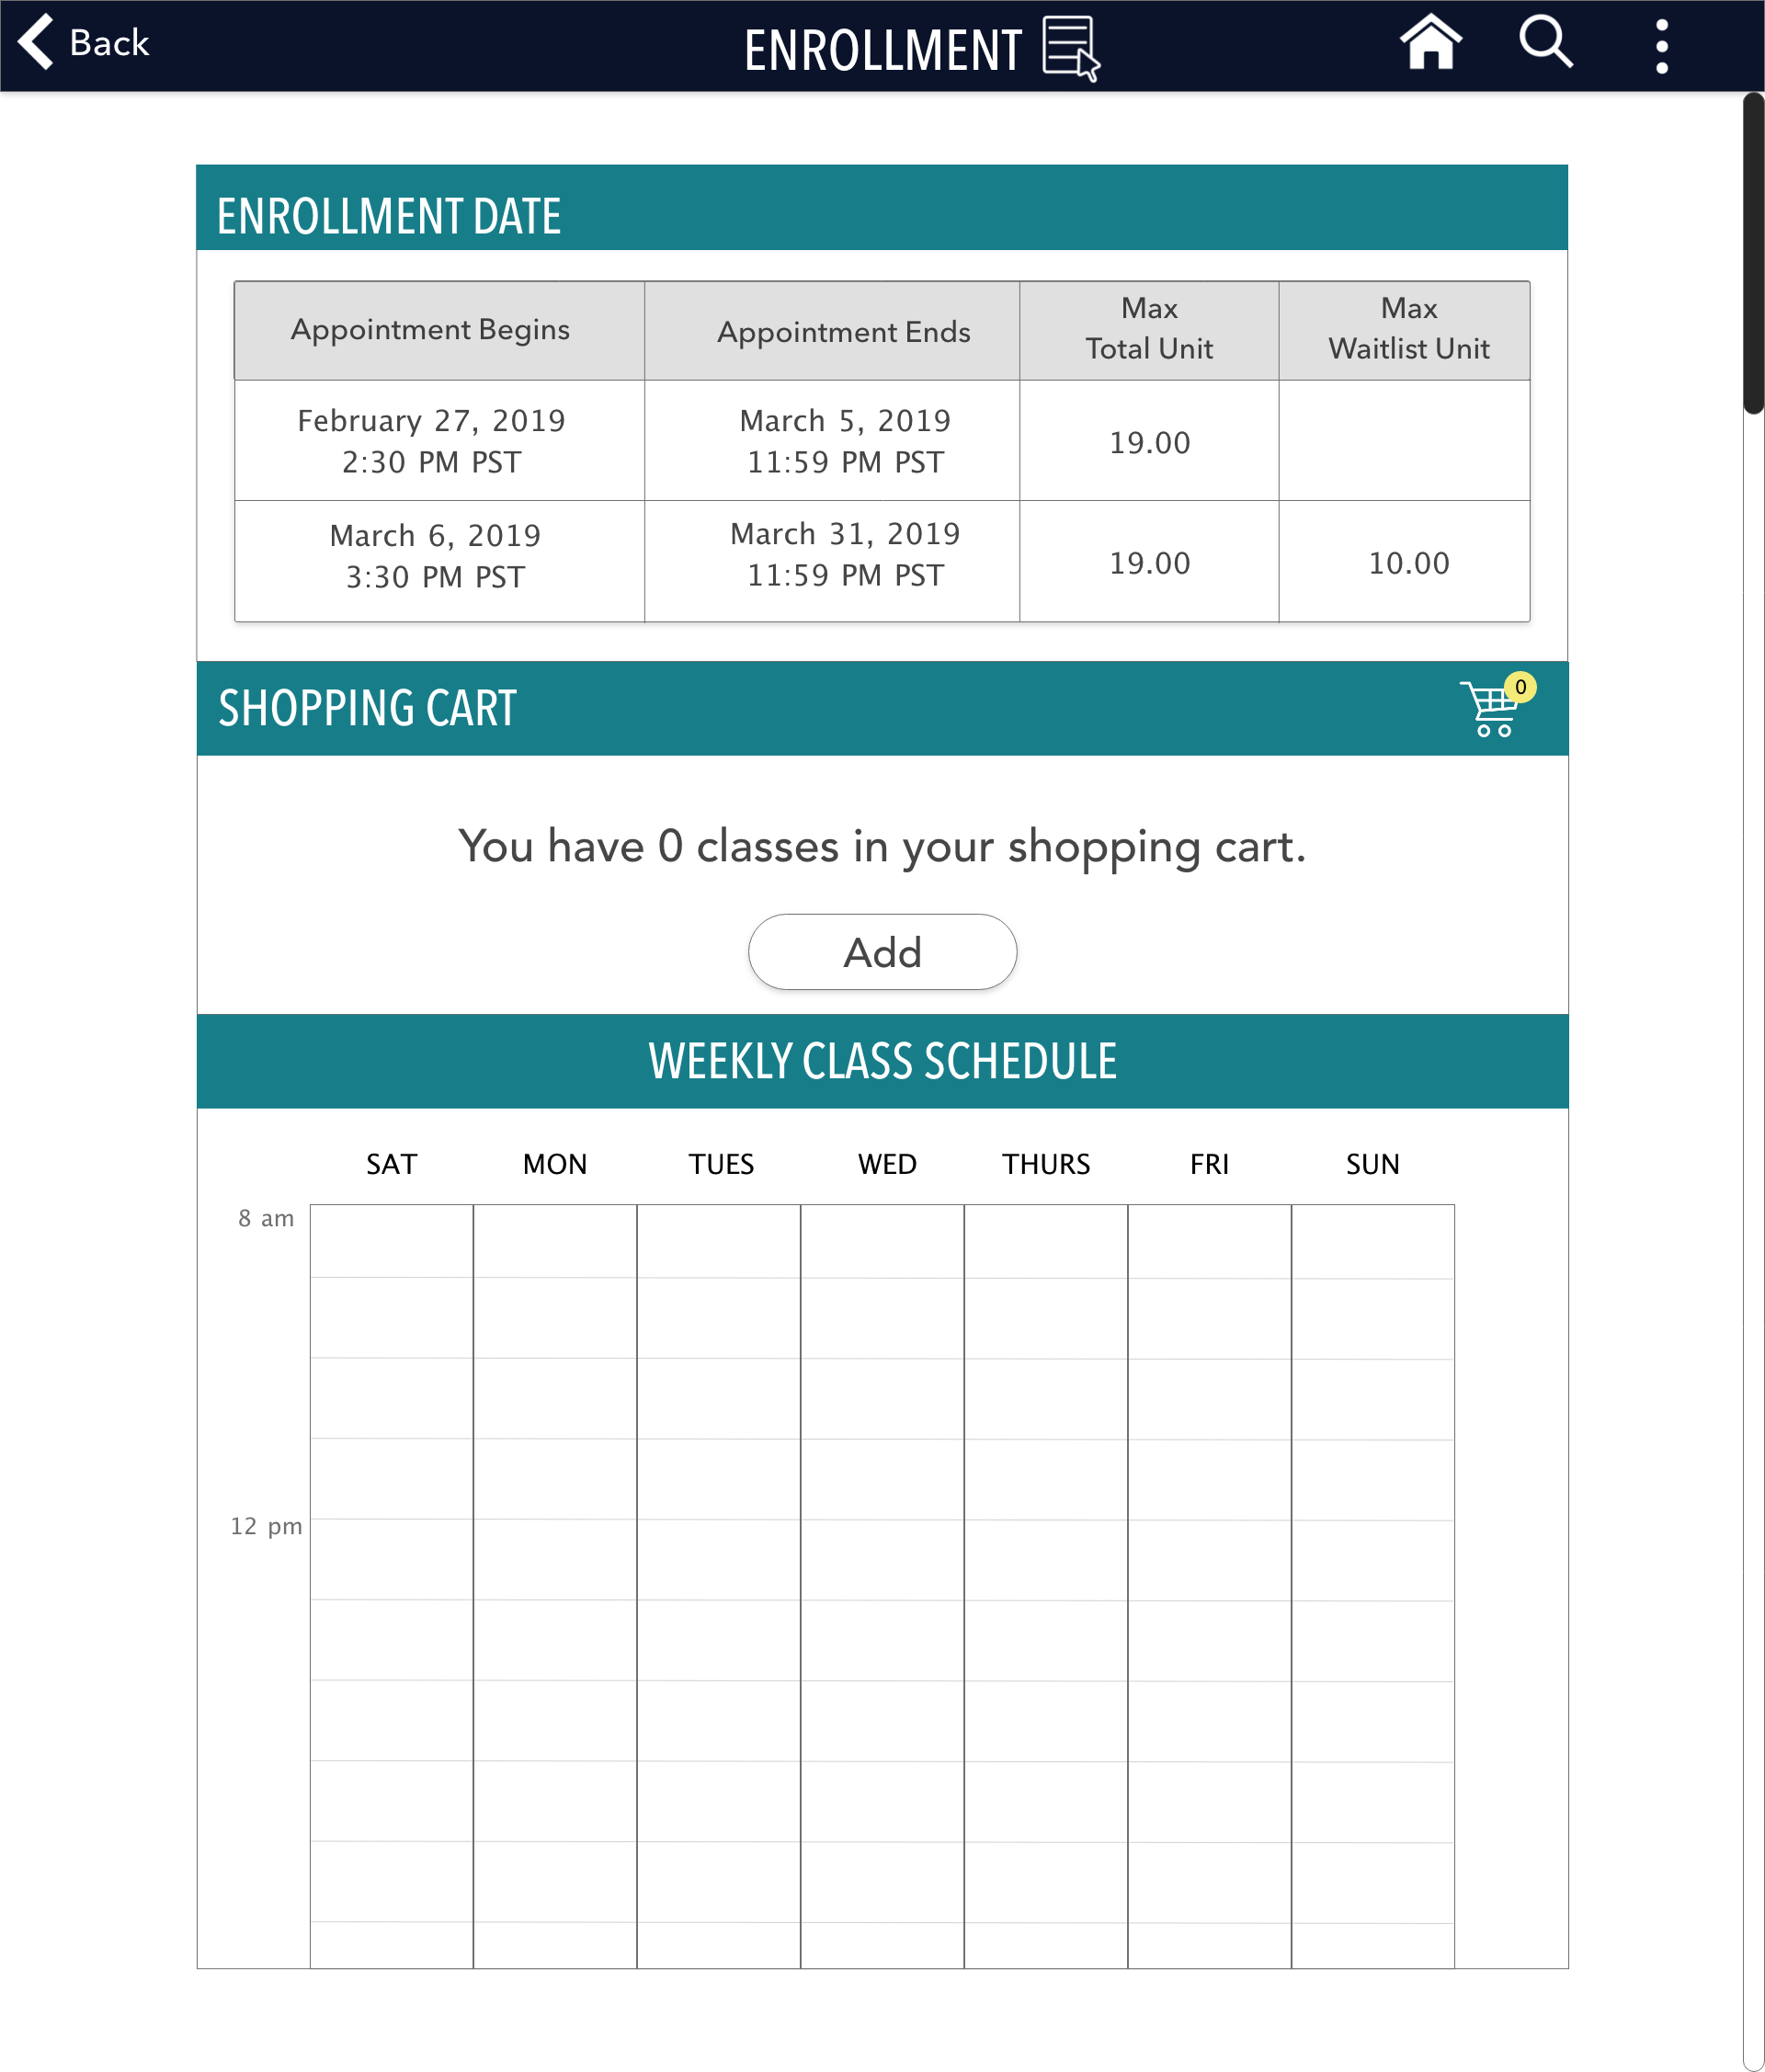 Back
ENROLLMENT
ENROLLMENT DATE
Appointment Begins
Appointment Ends
Max
Total Unit
Max
Waitlist Unit
February 27, 2019
2:30 PM PST
March 5, 2019
11:59 PM PST
19.00
March 6, 2019
3:30 PM PST
March 31, 2019
11:59 PM PST
19.00
10.00
SHOPPING CART
0
You have 0 classes in your shopping cart.
Add
WEEKLY CLASS SCHEDULE
SAT MON TUES WED THURS FRI SUN
8 am
12 pm